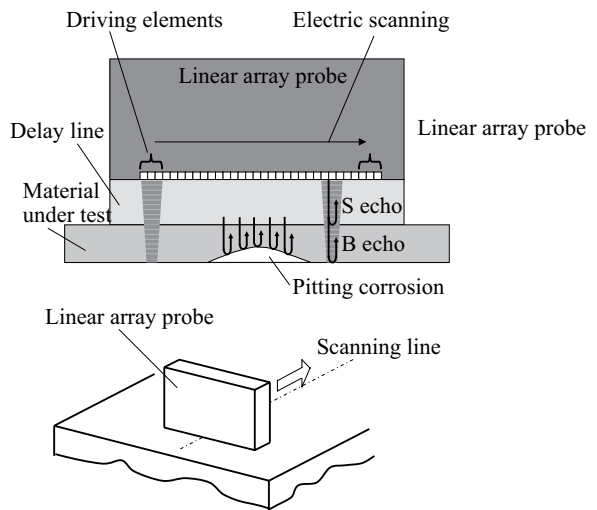 Driving elements
Electric scanning
Linear array probe
Linear array probe
Delay line
Material
under test
S echo
B echo
Pitting corrosion
Linear array probe
Scanning line